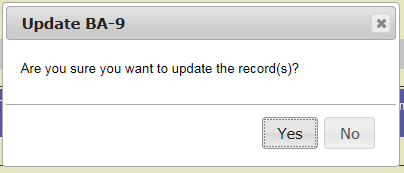 Update BA-9
Are you sure you want to update the record(s)?
Yes
No